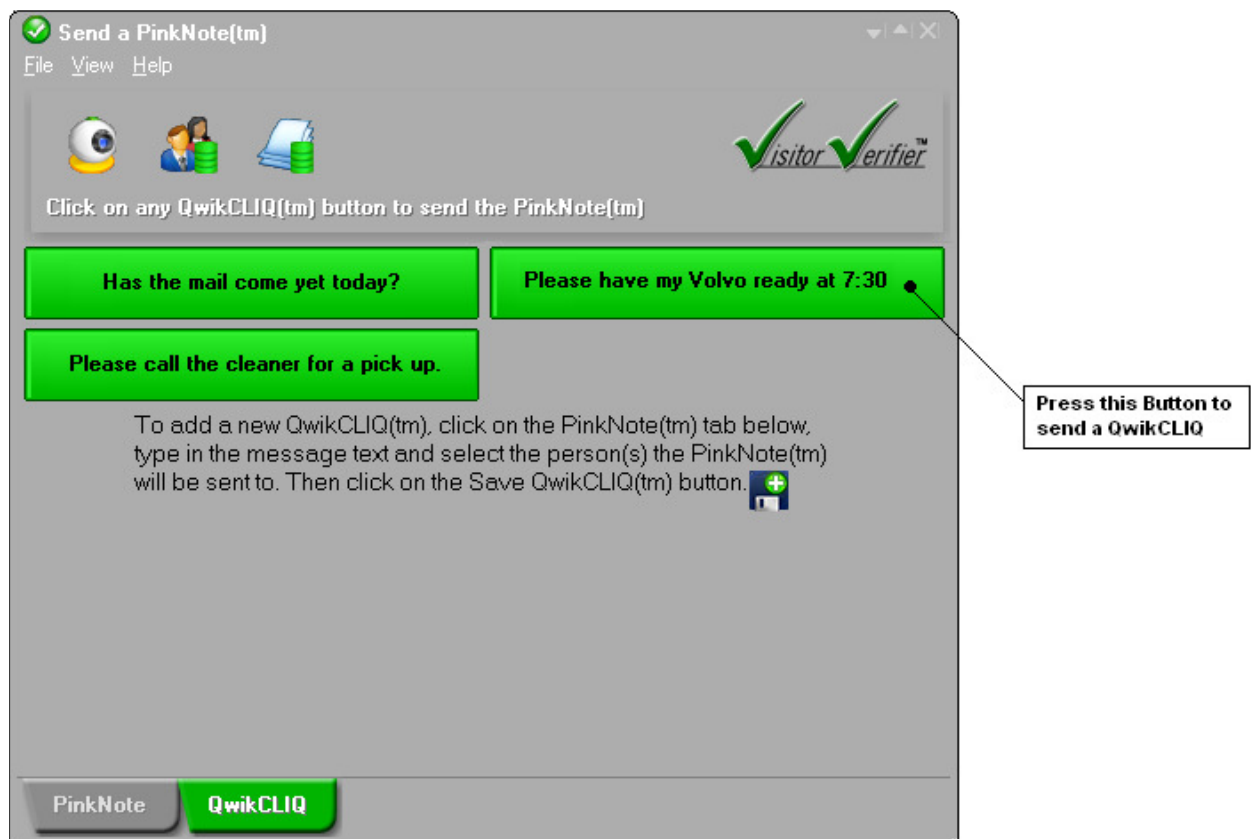 Send a PinkNote(tm)
File View Help
Visitor Verifier™
Click on any QwikCLIQ(tm) button to send the PinkNote(tm)
Has the mail come yet today?
Please have my Volvo ready at 7:30
Please call the cleaner for a pick up.
Press this Button to
send a QwikCLIQ
To add a new QwikCLIQ(tm), click on the PinkNote(tm) tab below,
type in the message text and select the person(s) the PinkNote(tm)
will be sent to. Then click on the Save QwikCLIQ(tm) button.
PinkNote
QwikCLIQ